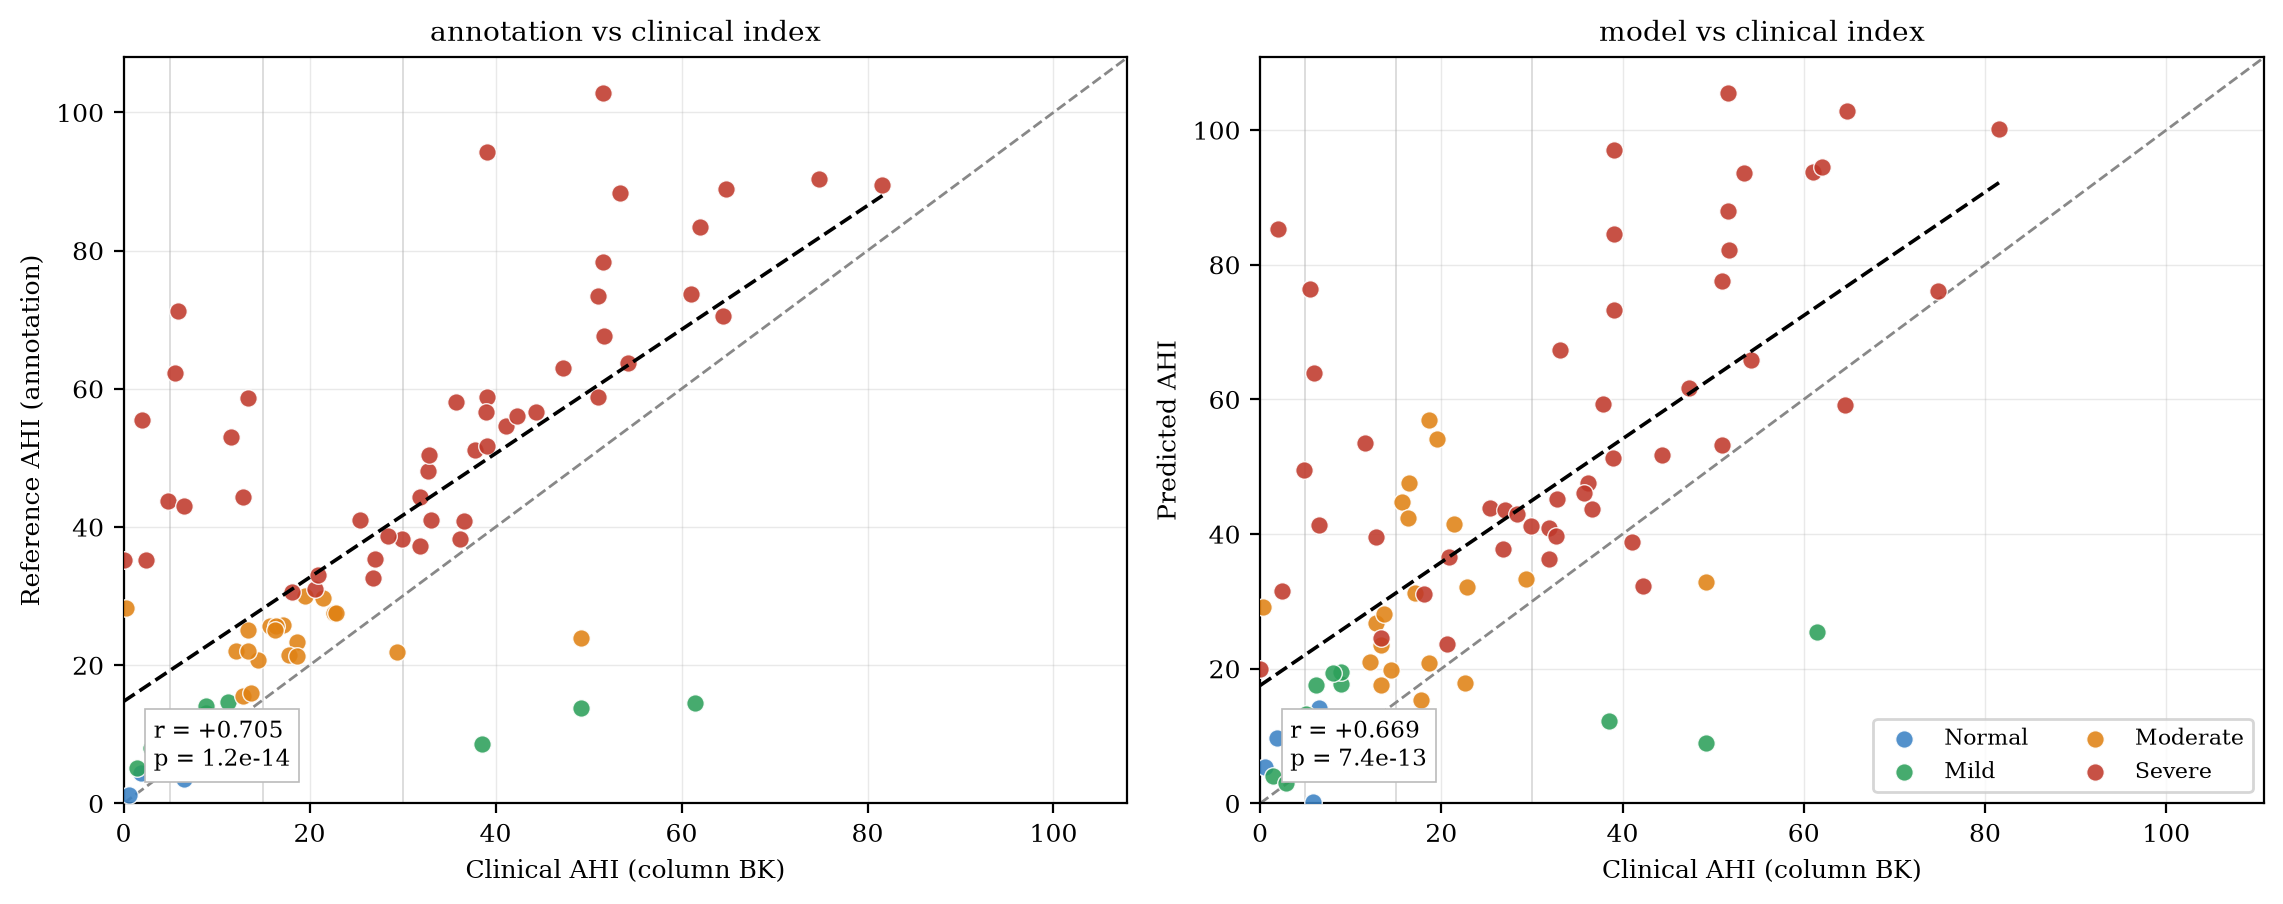 annotation vs clinical index
Reference AHI (annotation)
100
80
60
40
20
0
r = +0.705
p = 1.2e-14
0 20 40 60 80 100
Clinical AHI (column BK)
model vs clinical index
Predicted AHI
100
80
60
40
20
0
r = +0.669
p = 7.4e-13
Normal Moderate
Mild Severe
0 20 40 60 80 100
Clinical AHI (column BK)